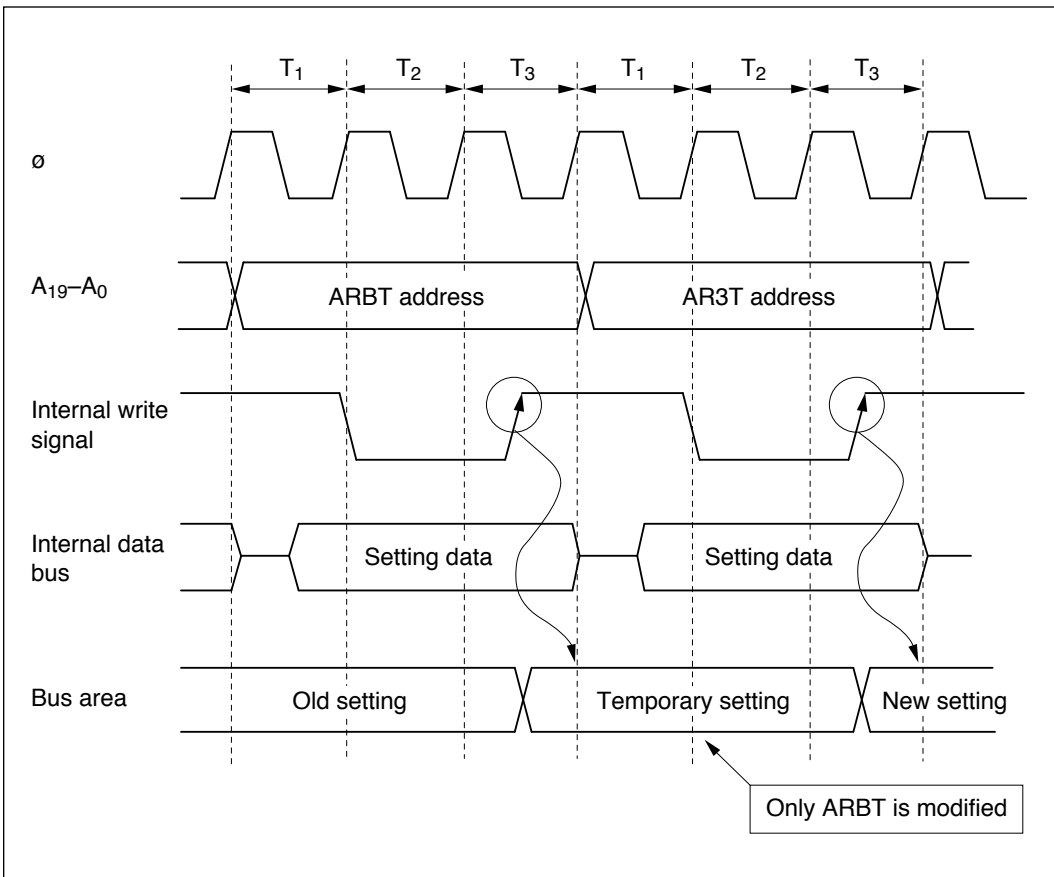 T1 T2 T3 T1 T2 T3
ø
A19–A0
ARBT address
AR3T address
Internal write
signal
Internal data
bus
Setting data
Setting data
Bus area
Old setting
Temporary setting
New setting
Only ARBT is modified